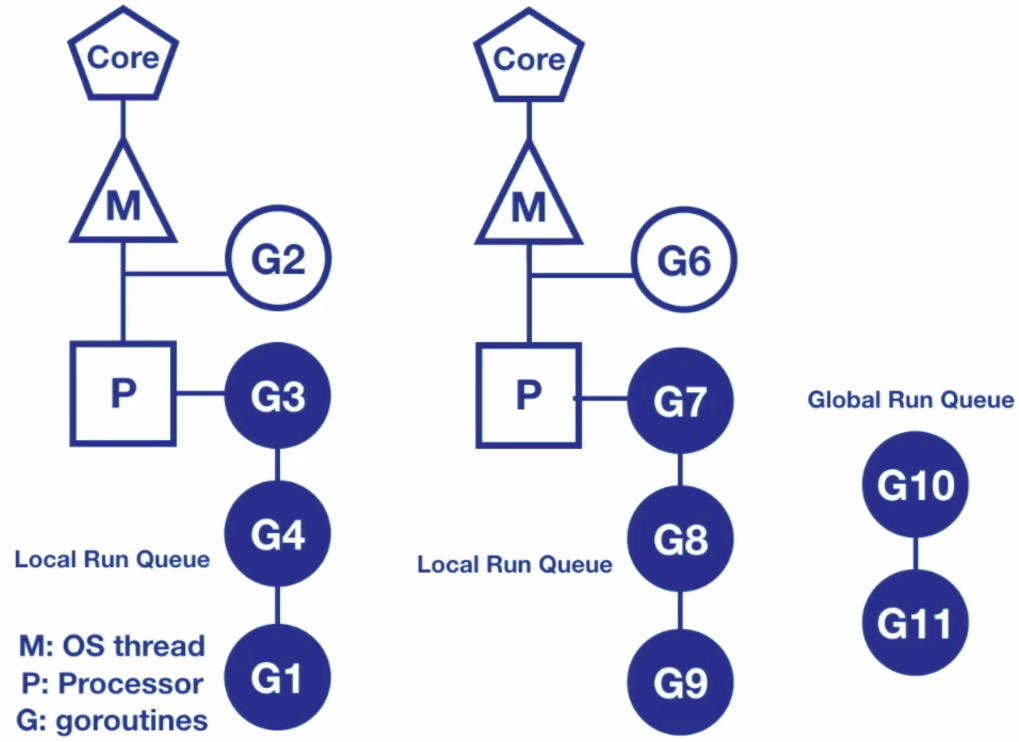 Core
M
G2
P
G3
G4
Local Run Queue
G1
M: OS thread
P: Processor
G: goroutines
Core
M
G6
P
G7
G8
Local Run Queue
G9
Global Run Queue
G10
G11